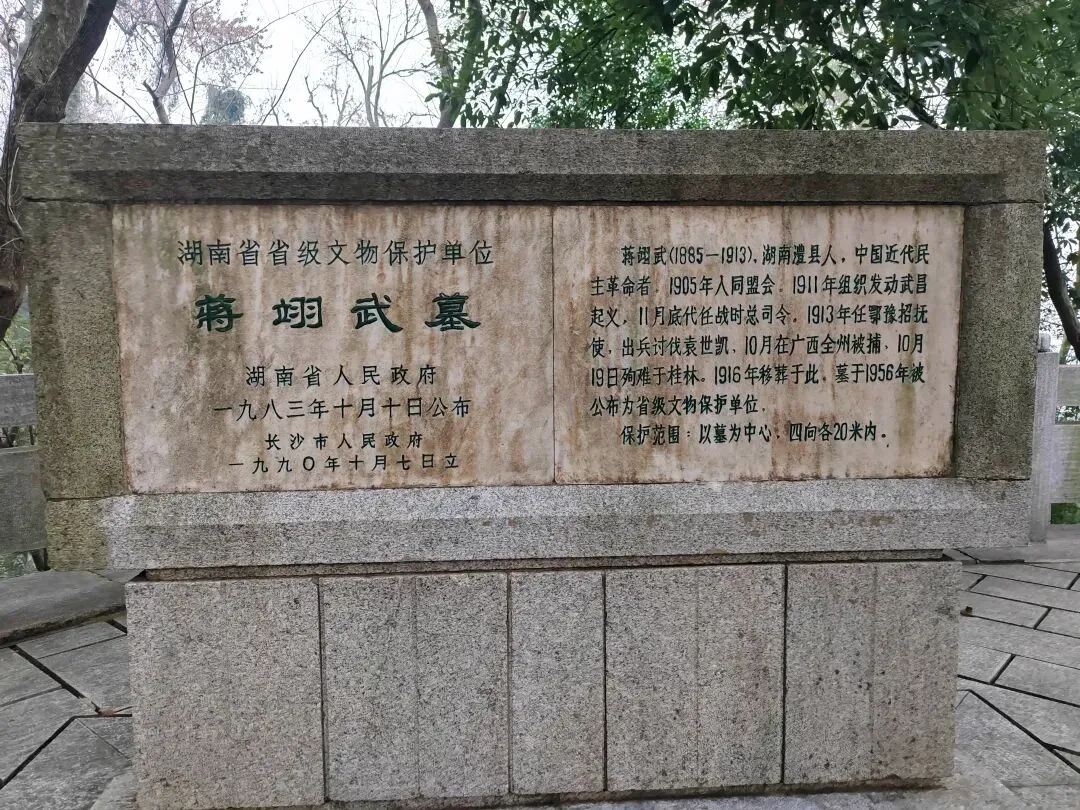 湖南省省级文物保护单位
蒋翊武墓
湖南省人民政府
一九八三年十月十日公布
长沙市人民政府
一九九〇年十月七日立
蒋翊武(1885—1913)，湖南澧县人，中国近代民
主革命者。1905年入同盟会。1911年组织发动武昌
起义，11月底代任战时总司令。1913年任鄂豫招抚
使，出兵讨伐袁世凯，10月在广西全州被捕，10月
19日殉难于桂林。1916年移葬于此。墓于1956年被
公布为省级文物保护单位。
保护范围：以墓为中心，四向各20米内。